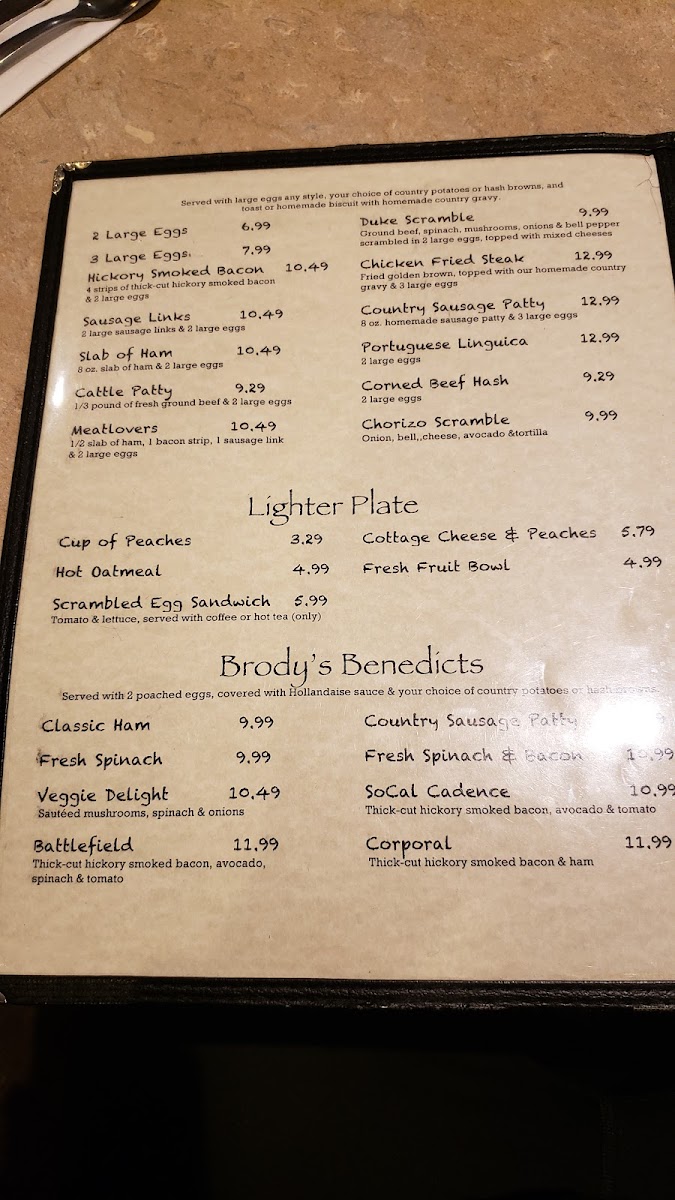 Served with large eggs any style, your choice of country potatoes or hash browns, and
toast or homemade biscuit with homemade country gravy.
2 Large Eggs 6.99
3 Large Eggs. 7.99
Hickory Smoked Bacon 10.49
4 strips of thick-cut hickory smoked bacon
& 2 large eggs
Sausage Links 10.49
2 large sausage links & 2 large eggs
Slab of Ham 10.49
8 oz. slab of ham & 2 large eggs
Cattle Patty 9.29
1/3 pound of fresh ground beef & 2 large eggs
Meatlovers 10.49
1/2 slab of ham, 1 bacon strip, 1 sausage link
& 2 large eggs
Duke Scramble 9.99
Ground beef, spinach, mushrooms, onions & bell pepper
scrambled in 2 large eggs, topped with mixed cheeses
Chicken Fried Steak 12.99
Fried golden brown, topped with our homemade country
gravy & 3 large eggs
Country Sausage Patty 12.99
8 oz. homemade sausage patty & 3 large eggs
Portuguese Linguica 12.99
2 large eggs
Corned Beef Hash 9.29
2 large eggs
Chorizo Scramble 9.99
Onion, bell,,cheese, avocado &tortilla
Lighter Plate
Cup of Peaches 3.29
Hot Oatmeal 4.99
Scrambled Egg Sandwich 5.99
Tomato & lettuce, served with coffee or hot tea (only)
Cottage Cheese & Peaches 5.79
Fresh Fruit Bowl 4.99
Brody's Benedicts
Served with 2 poached eggs, covered with Hollandaise sauce & your choice of country potatoes or hash browns.
Classic Ham 9.99
Fresh Spinach 9.99
Veggie Delight 10.49
Sautéed mushrooms, spinach & onions
Battlefield 11.99
Thick-cut hickory smoked bacon, avocado,
spinach & tomato
Country Sausage Patty
Fresh Spinach & Bacon 10.99
SoCal Cadence 10.99
Thick-cut hickory smoked bacon, avocado & tomato
Corporal 11.99
Thick-cut hickory smoked bacon & ham